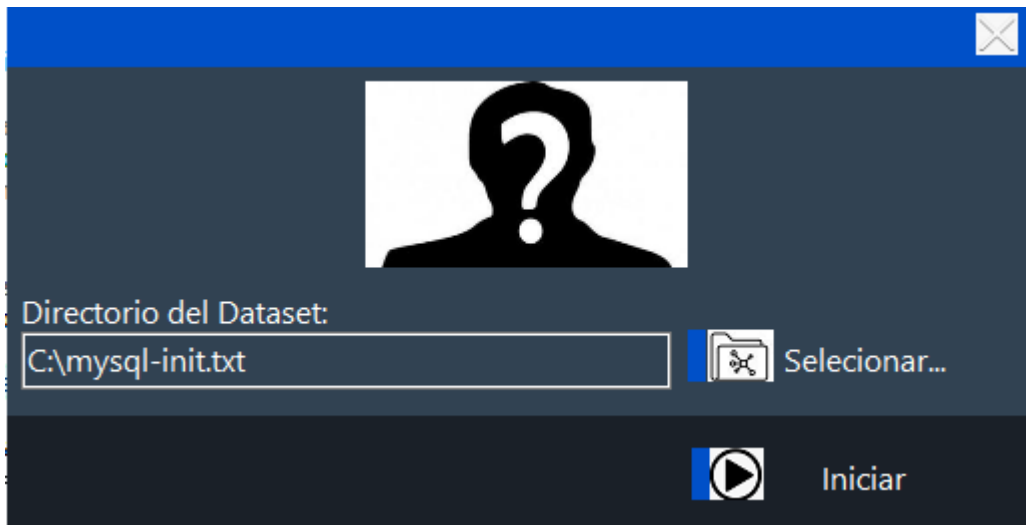 ?
Directorio del Dataset:
C:\mysql-init.txt
Selecionar...
Iniciar